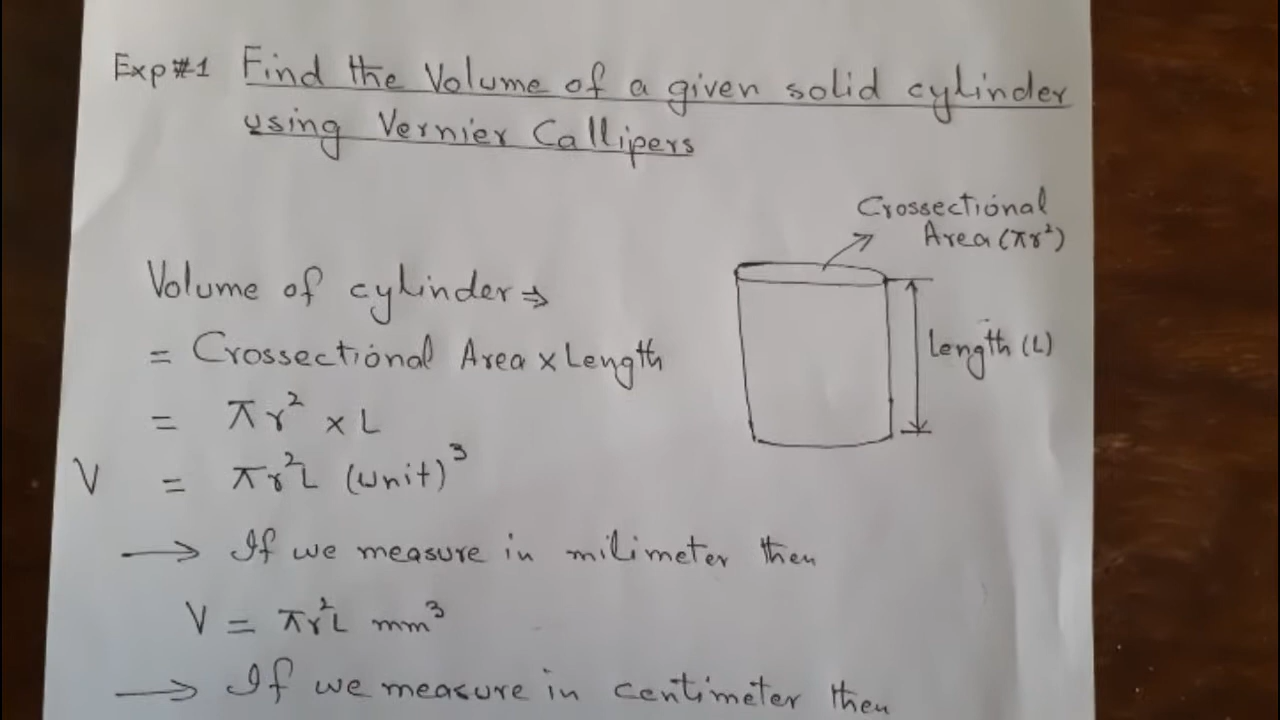 Exp#1 Find the Volume of a given solid cylinder
using Vernier Callipers
Crossectional
Area (πr²)
Volume of cylinder ⇒
= Crossectional Area × Length
Length (L)
= πr² × L
V = πr²L (unit)³
→ If we measure in milimeter then
V = πr²L mm³
→ If we measure in centimeter then